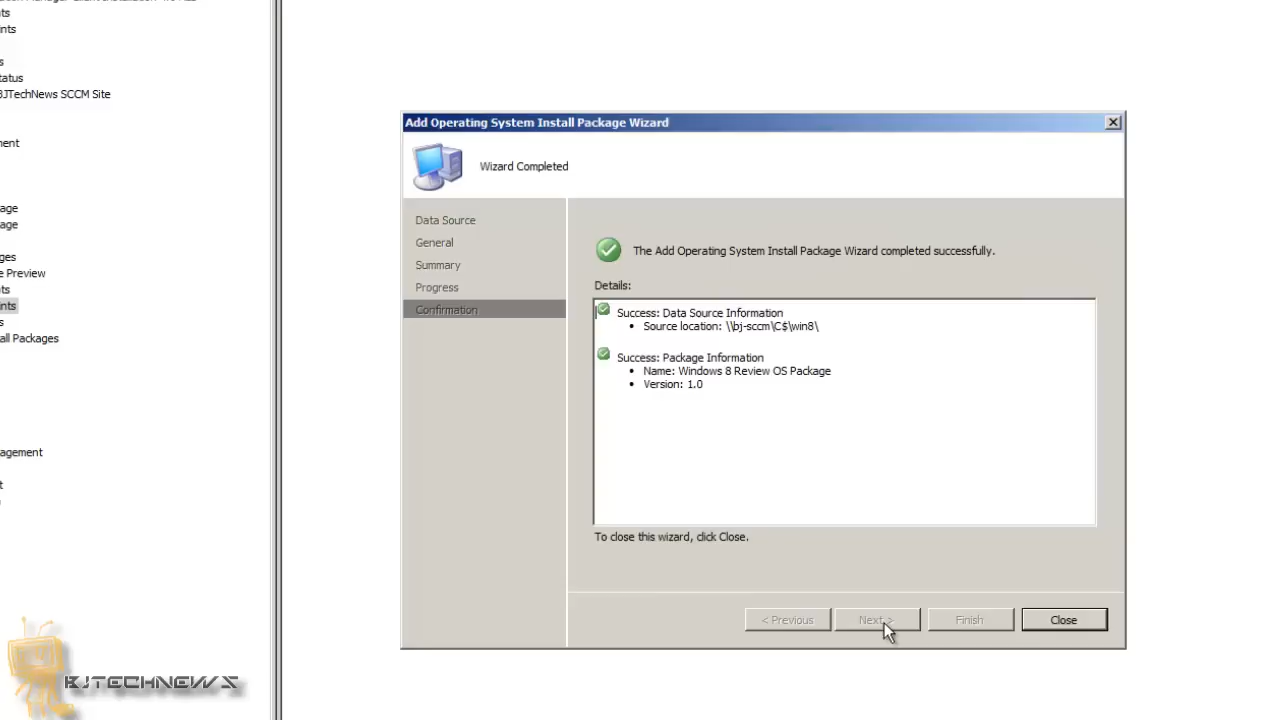 nts
ints
s
tatus
BJTechNews SCCM Site
ment
age
age
ges
e Preview
nts
ints
s
all Packages
agement
t
Add Operating System Install Package Wizard
Wizard Completed
Data Source
General
Summary
Progress
Confirmation
The Add Operating System Install Package Wizard completed successfully.
Details:
Success: Data Source Information
• Source location: \\bj-sccm\C$\win8\
Success: Package Information
• Name: Windows 8 Review OS Package
• Version: 1.0
To close this wizard, click Close.
< Previous
Next >
Finish
Close
BJTECHNEWS